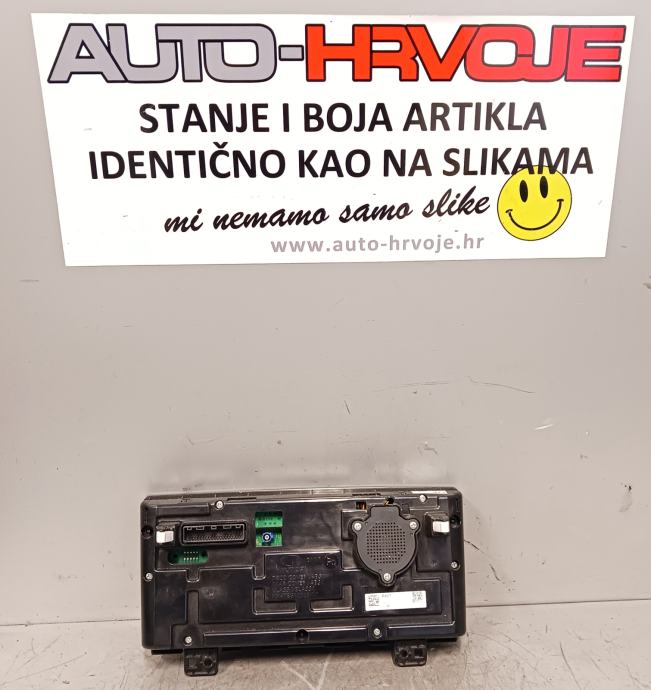 AUTO-HRVOJE
STANJE I BOJA ARTIKLA
IDENTIČNO KAO NA SLIKAMA
mi nemamo samo slike
www.auto-hrvoje.hr